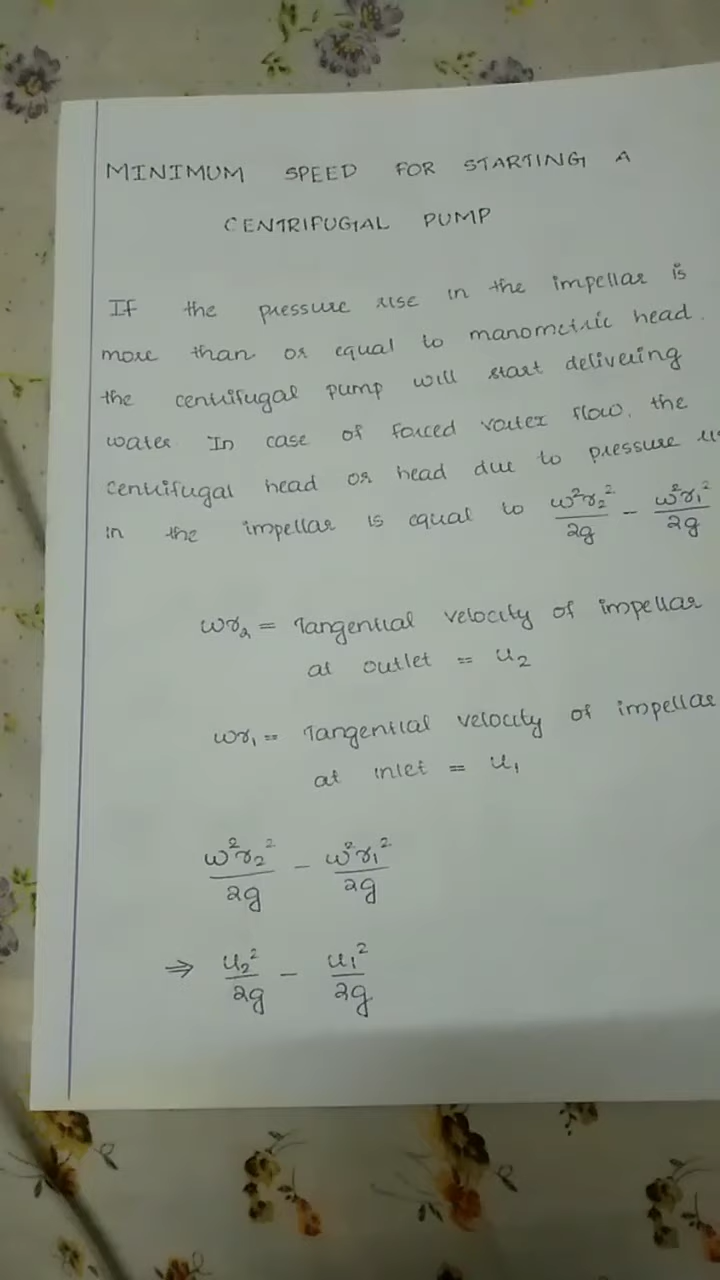 MINIMUM SPEED FOR STARTING A
CENTRIFUGAL PUMP
If the pressure rise in the impellar is
more than or equal to manometric head.
the centrifugal pump will start delivering
water. In case of forced vortex flow, the
centrifugal head or head due to pressure
in the impellar is equal to ω²r₂²/2g − ω²r₁²/2g
ωr₂ = Tangential velocity of impellar
at outlet = u₂
ωr₁ = Tangential velocity of impellar
at inlet = u₁
ω²r₂²/2g − ω²r₁²/2g
⇒ u₂²/2g − u₁²/2g